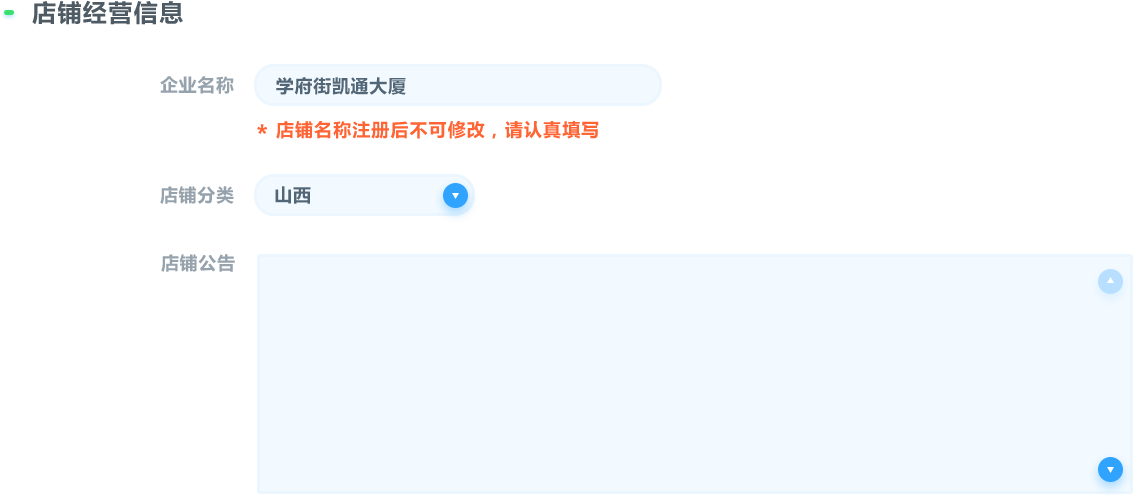 店铺经营信息
企业名称 学府街凯通大厦
* 店铺名称注册后不可修改，请认真填写
店铺分类 山西
店铺公告